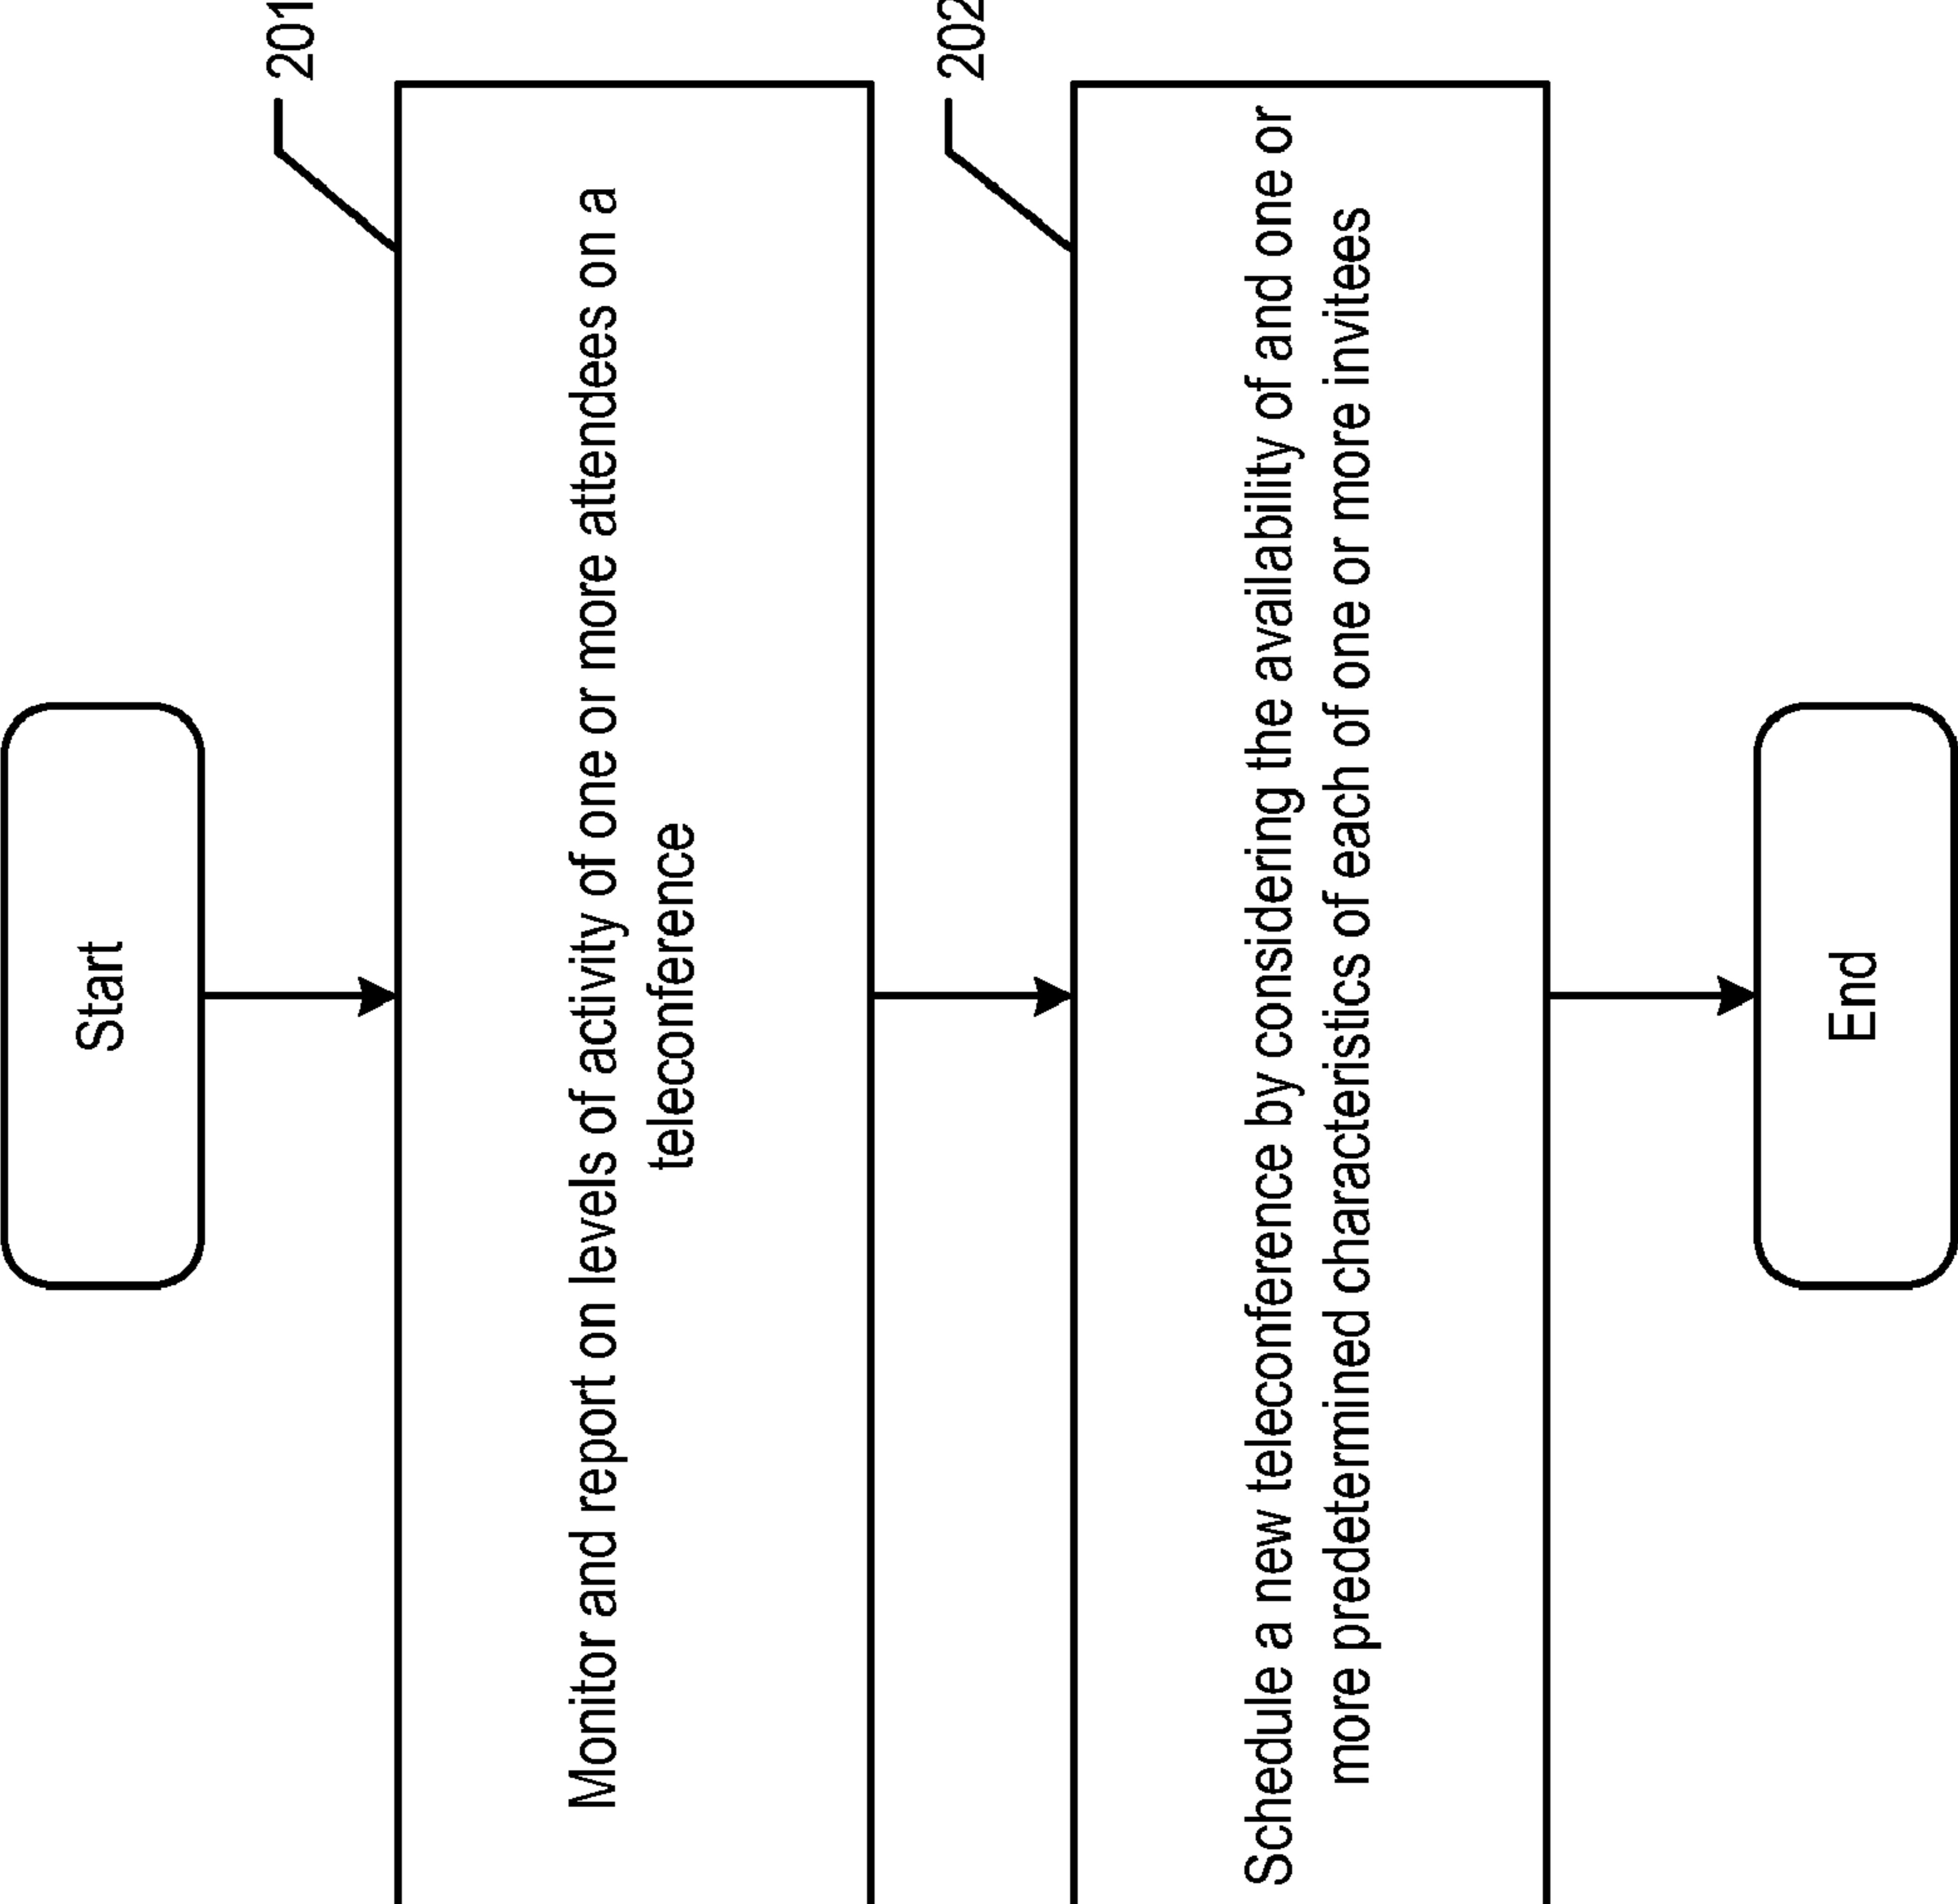 Start
201
Monitor and report on levels of activity of one or more attendees on a
teleconference
202
Schedule a new teleconference by considering the availability of and one or
more predetermined characteristics of each of one or more invitees
End